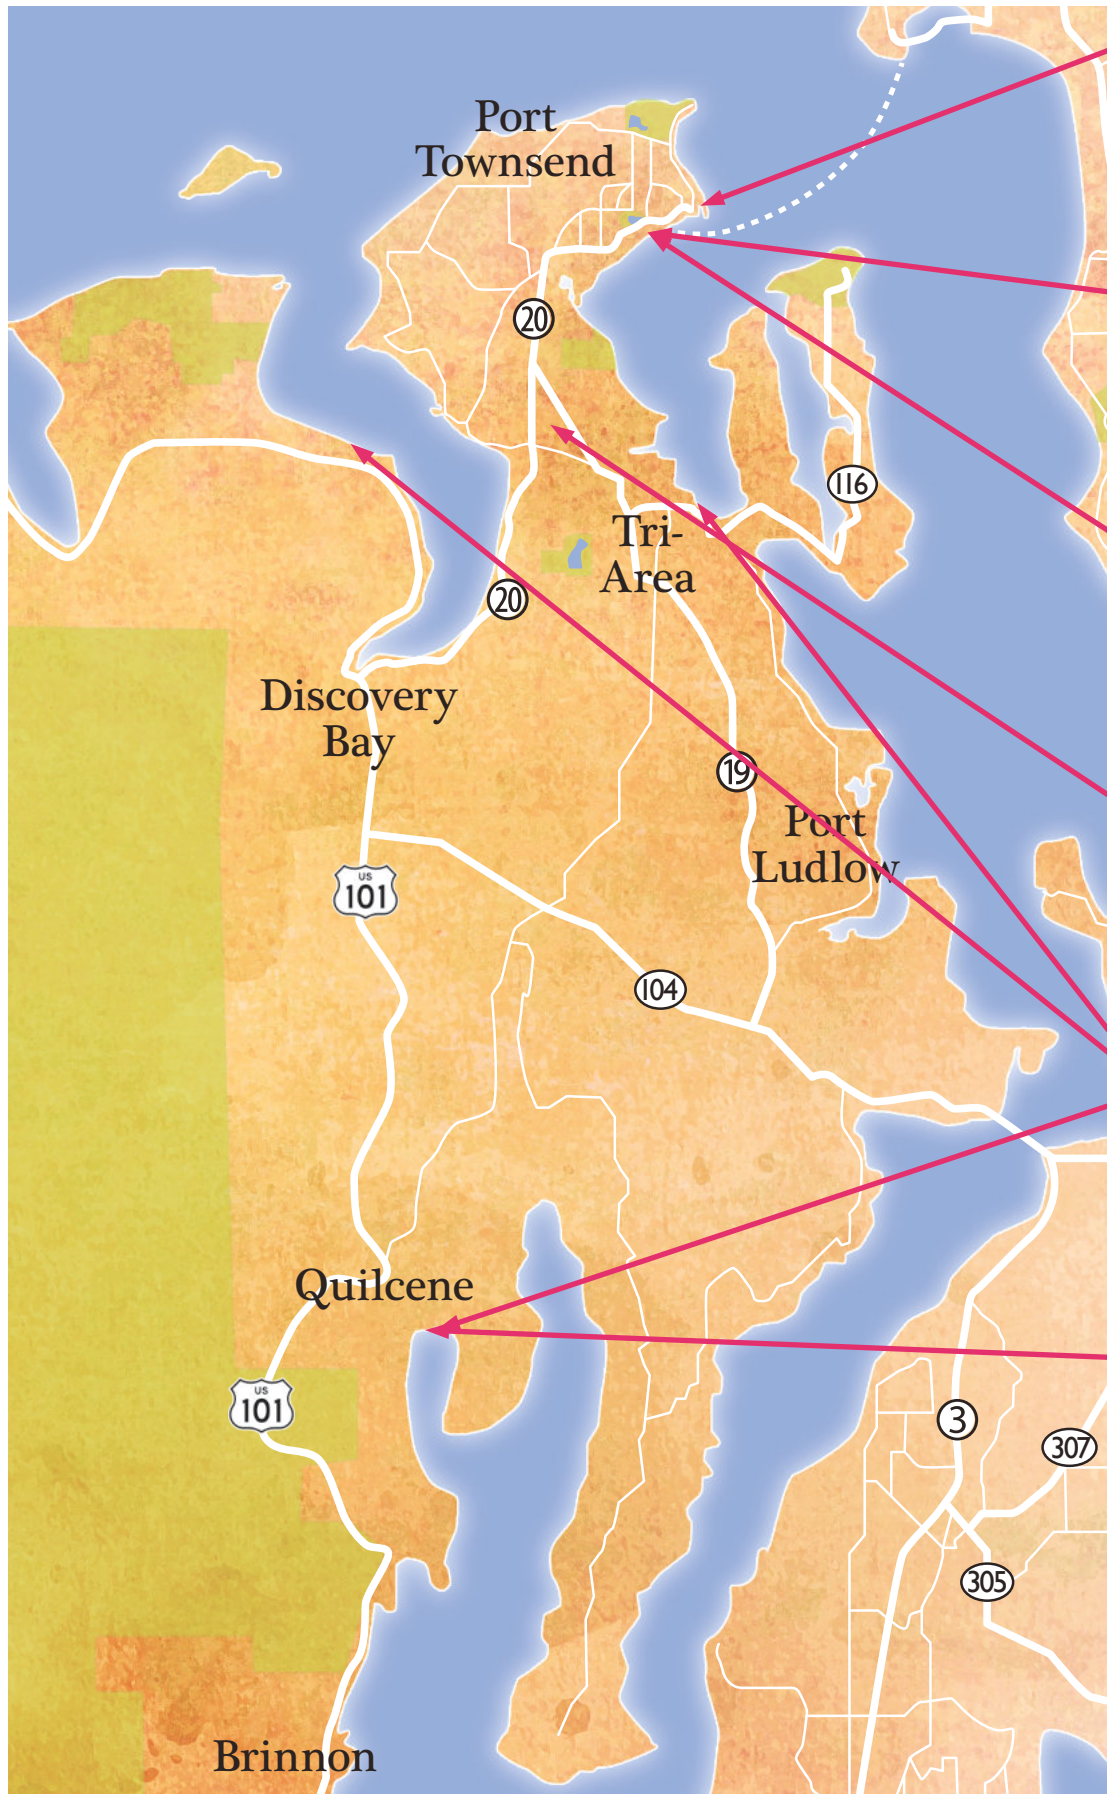 Port
Townsend
20
116
Tri-
Area
20
Discovery
Bay
19
Port
Ludlow
US
101
104
Quilcene
US
101
3
307
305
Brinnon